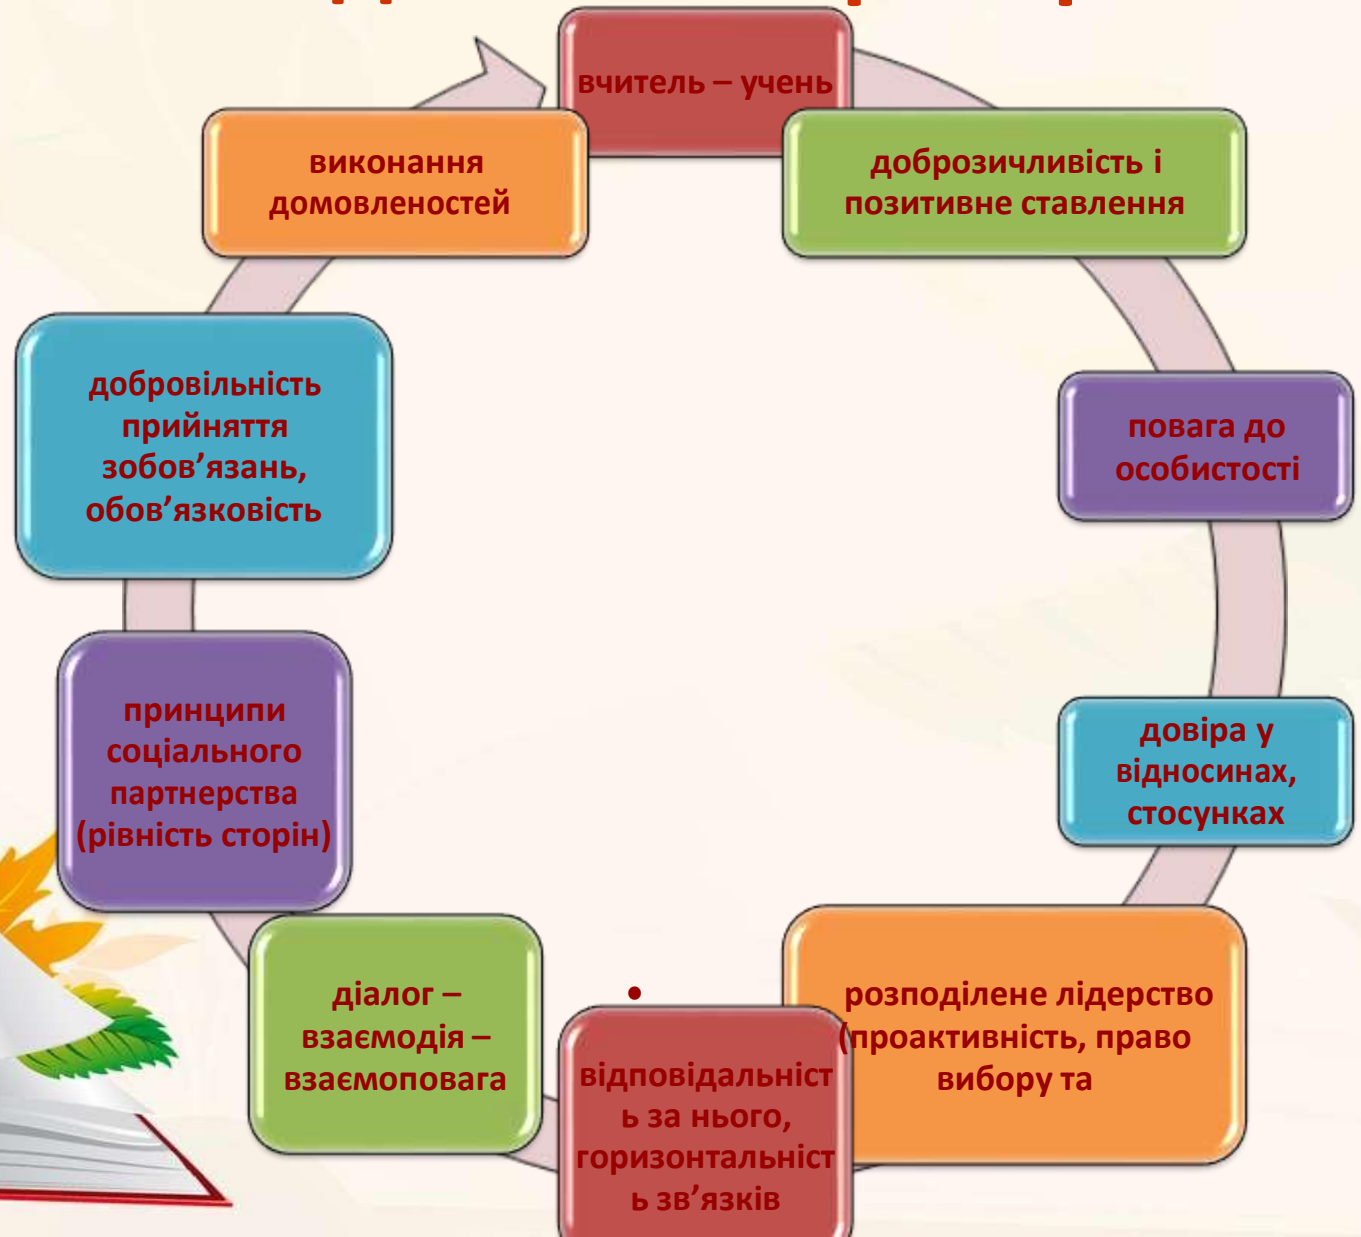 вчитель – учень
доброзичливість і
позитивне ставлення
повага до
особистості
довіра у
відносинах,
стосунках
розподілене лідерство
(проактивність, право
вибору та
•
відповідальніст
ь за нього,
горизонтальніст
ь зв’язків
діалог –
взаємодія –
взаємоповага
принципи
соціального
партнерства
(рівність сторін)
добровільність
прийняття
зобов’язань,
обов’язковість
виконання
домовленостей